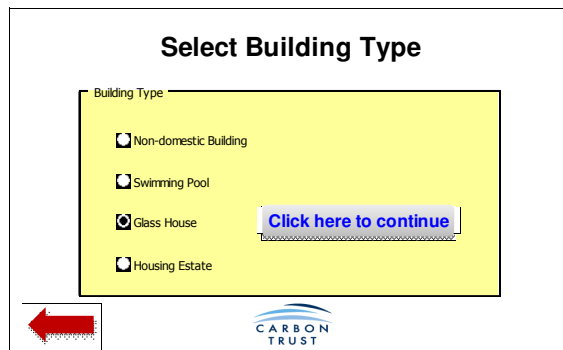 Select Building Type
Building Type
Non-domestic Building
Swimming Pool
Glass House
Click here to continue
Housing Estate
CARBON
TRUST